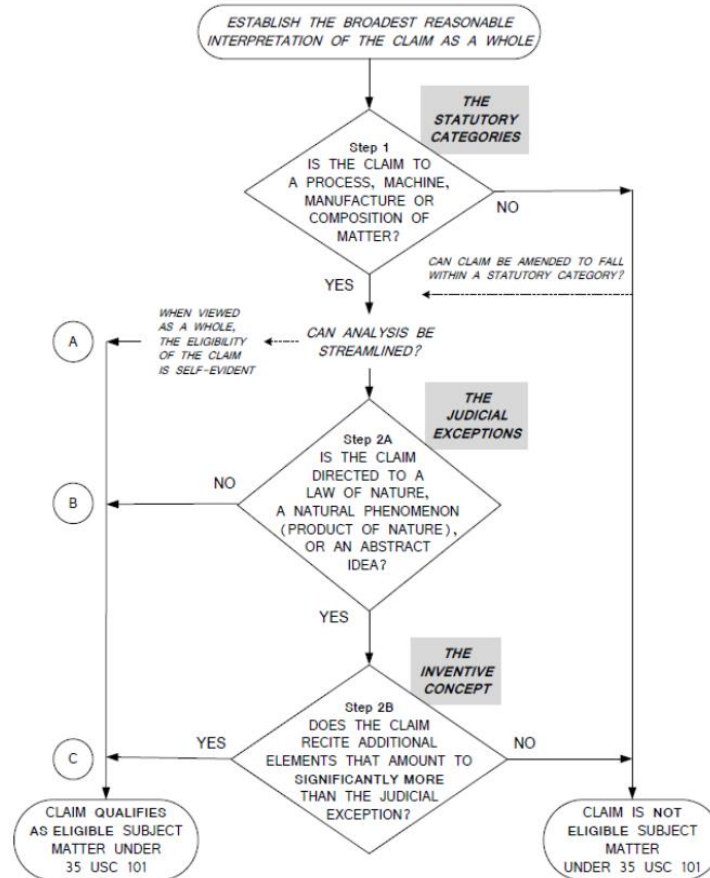 ESTABLISH THE BROADEST REASONABLE
INTERPRETATION OF THE CLAIM AS A WHOLE
THE
STATUTORY
CATEGORIES
Step 1
IS THE CLAIM TO
A PROCESS, MACHINE,
MANUFACTURE OR
COMPOSITION OF
MATTER?
NO
YES
CAN CLAIM BE AMENDED TO FALL
WITHIN A STATUTORY CATEGORY?
A
WHEN VIEWED
AS A WHOLE,
THE ELIGIBILITY
OF THE CLAIM
IS SELF-EVIDENT
CAN ANALYSIS BE
STREAMLINED?
THE
JUDICIAL
EXCEPTIONS
Step 2A
IS THE CLAIM
DIRECTED TO A
LAW OF NATURE,
A NATURAL PHENOMENON
(PRODUCT OF NATURE),
OR AN ABSTRACT
IDEA?
NO
B
YES
THE
INVENTIVE
CONCEPT
Step 2B
DOES THE CLAIM
RECITE ADDITIONAL
ELEMENTS THAT AMOUNT TO
SIGNIFICANTLY MORE
THAN THE JUDICIAL
EXCEPTION?
YES
NO
C
CLAIM QUALIFIES
AS ELIGIBLE SUBJECT
MATTER UNDER
35 USC 101
CLAIM IS NOT
ELIGIBLE SUBJECT
MATTER
UNDER 35 USC 101